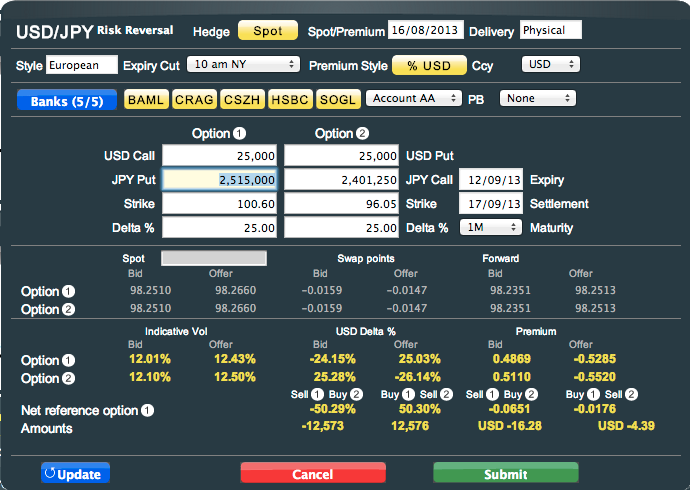 USD/JPY Risk Reversal Hedge Spot Spot/Premium 16/08/2013 Delivery Physical
Style European Expiry Cut 10 am NY Premium Style % USD Ccy USD
Banks (5/5) BAML CRAG CSZH HSBC SOGL Account AA PB None
Option 1 Option 2
USD Call 25,000 25,000 USD Put
JPY Put 2,515,000 2,401,250 JPY Call 12/09/13 Expiry
Strike 100.60 96.05 Strike 17/09/13 Settlement
Delta % 25.00 25.00 Delta % 1M Maturity
Spot Swap points Forward
Bid Offer Bid Offer Bid Offer
Option 1 98.2510 98.2660 -0.0159 -0.0147 98.2351 98.2513
Option 2 98.2510 98.2660 -0.0159 -0.0147 98.2351 98.2513
Indicative Vol USD Delta % Premium
Bid Offer Bid Offer Bid Offer
Option 1 12.01% 12.43% -24.15% 25.03% 0.4869 -0.5285
Option 2 12.10% 12.50% 25.28% -26.14% 0.5110 -0.5520
Sell 1 Buy 2 Buy 1 Sell 2 Sell 1 Buy 2 Buy 1 Sell 2
Net reference option 1 -50.29% 50.30% -0.0651 -0.0176
Amounts -12,573 12,576 USD -16.28 USD -4.39
Update Cancel Submit